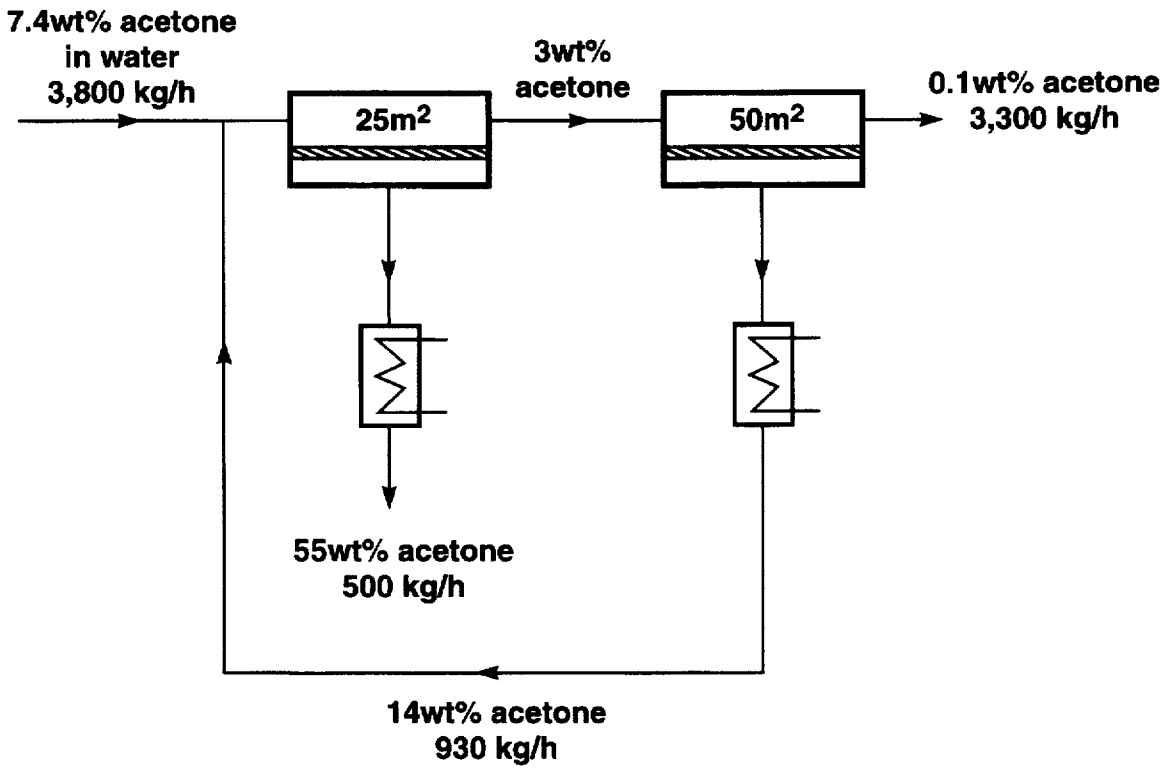 7.4wt% acetone
in water
3,800 kg/h
25m²
3wt%
acetone
50m²
0.1wt% acetone
3,300 kg/h
55wt% acetone
500 kg/h
14wt% acetone
930 kg/h